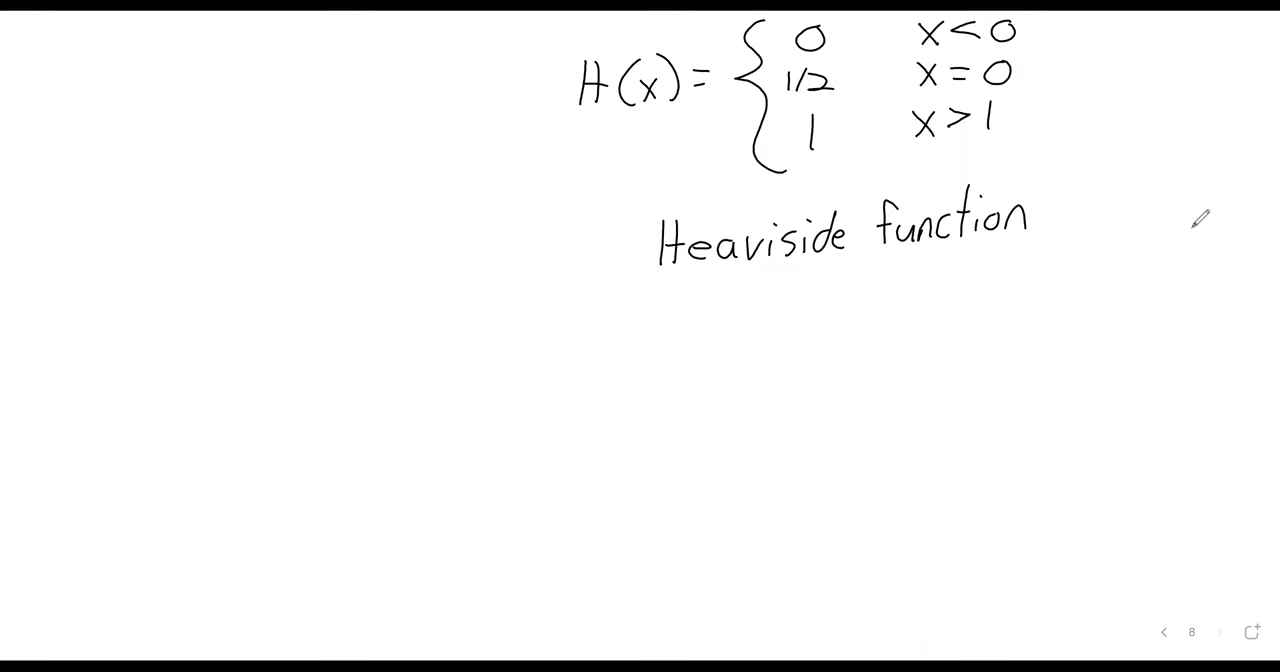 0 x < 0
H(x) = { 1/2 x = 0
1 x > 1
Heaviside function
< 8 >